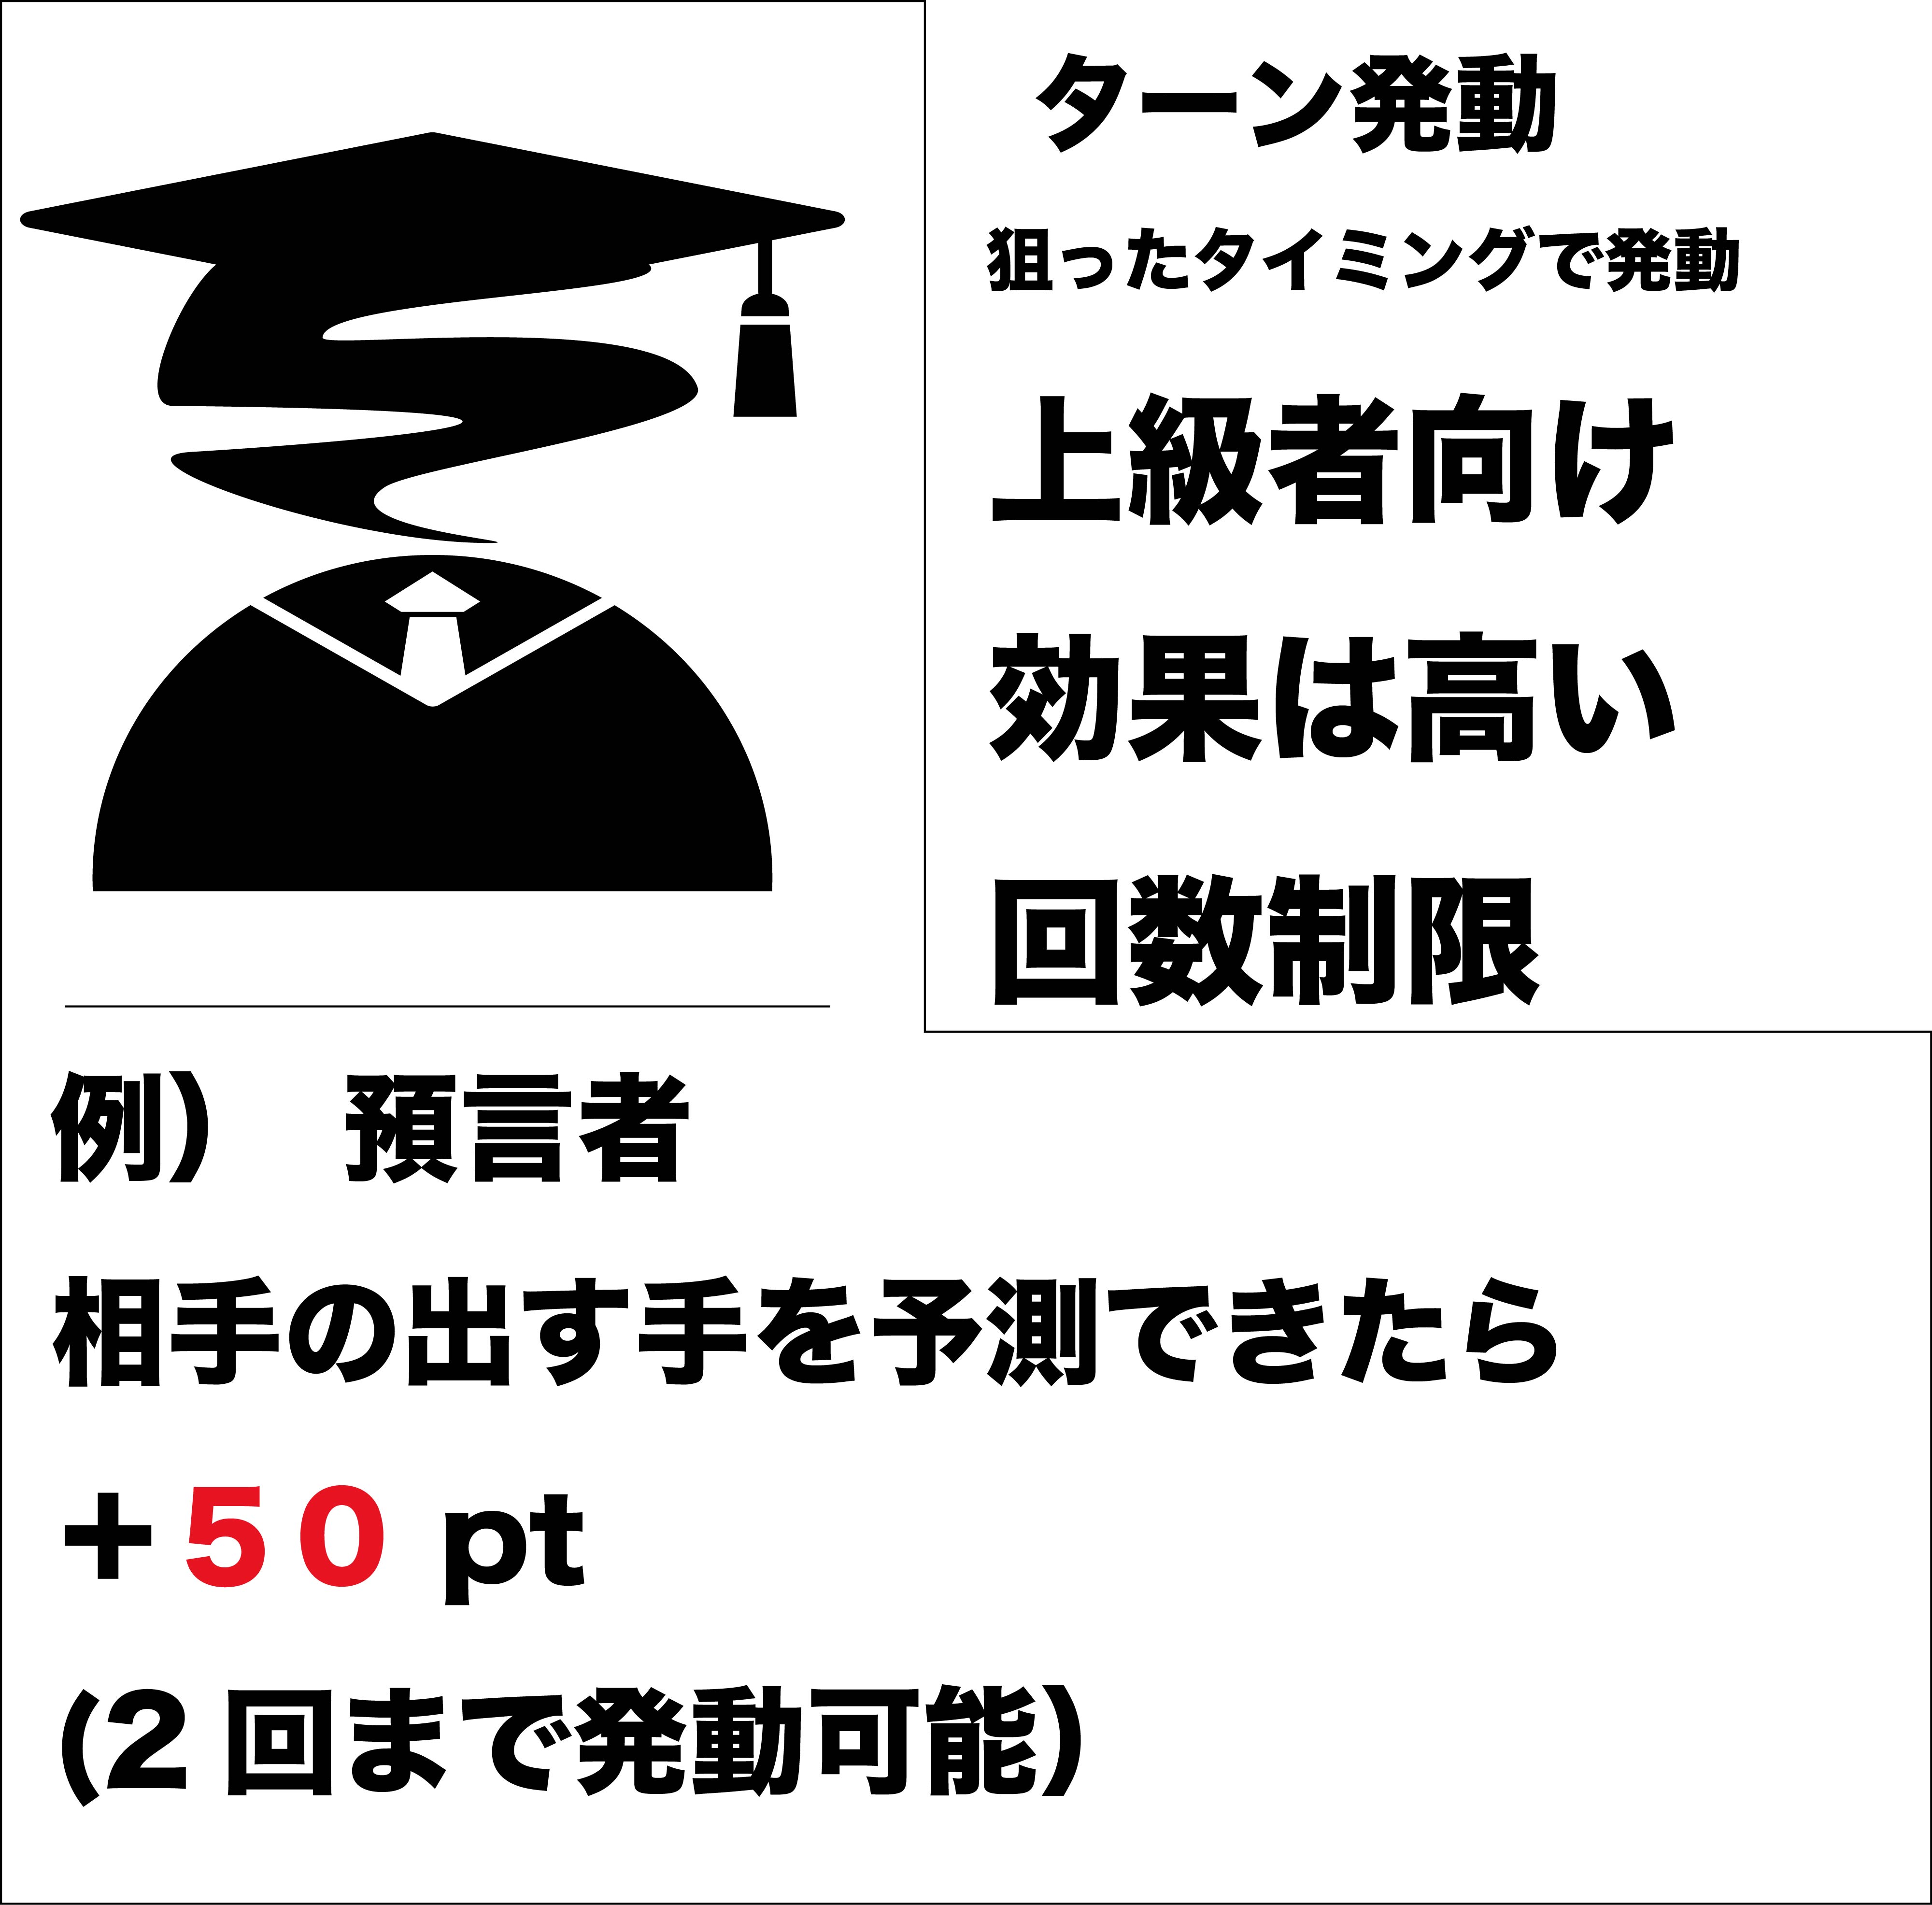 ターン発動
狙ったタイミングで発動
上級者向け
効果は高い
回数制限
例)　預言者
相手の出す手を予測できたら
+ 50 pt
(2 回まで発動可能)